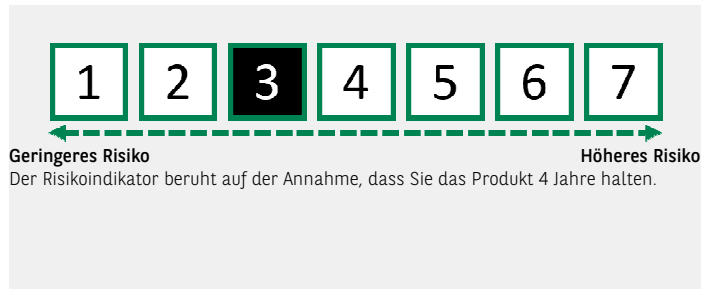 1 2 3 4 5 6 7
Geringeres Risiko Höheres Risiko
Der Risikoindikator beruht auf der Annahme, dass Sie das Produkt 4 Jahre halten.